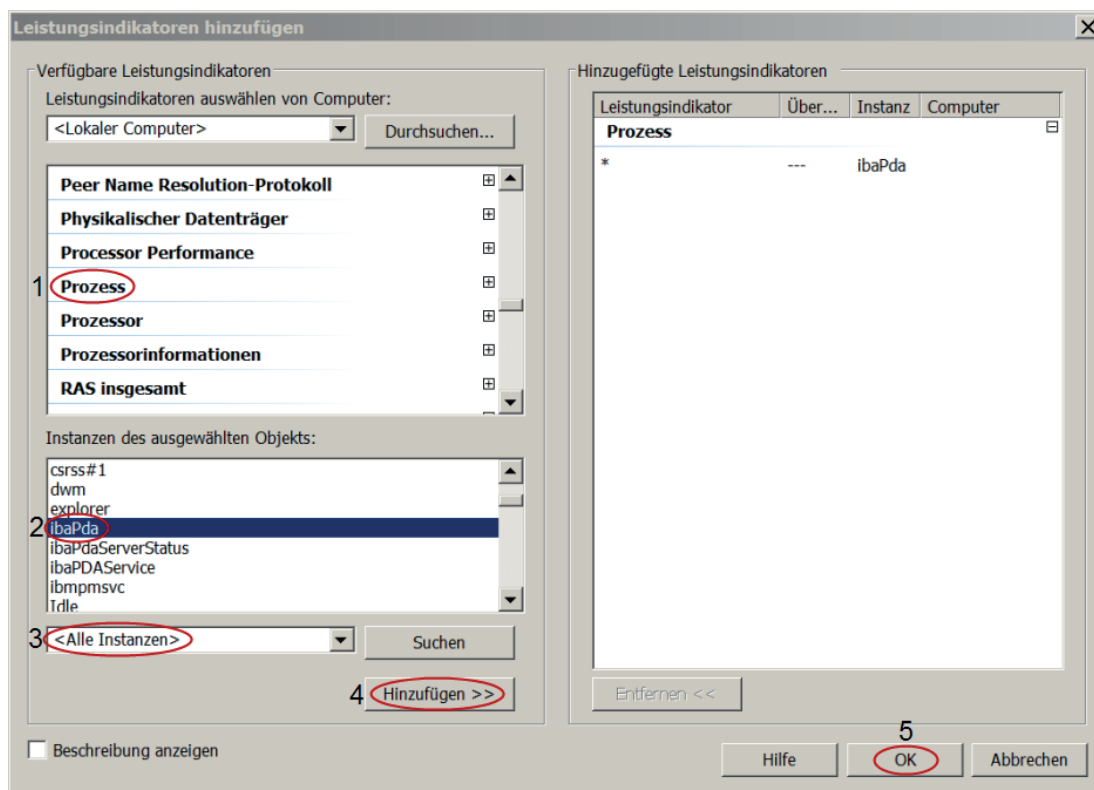 Leistungsindikatoren hinzufügen
Verfügbare Leistungsindikatoren
Leistungsindikatoren auswählen von Computer:
<Lokaler Computer>
Durchsuchen...
Peer Name Resolution-Protokoll
Physikalischer Datenträger
Processor Performance
1 Prozess
Prozessor
Prozessorinformationen
RAS insgesamt
Instanzen des ausgewählten Objekts:
csrss#1
dwm
explorer
2 ibaPda
ibaPdaServerStatus
ibaPDAService
ibmpmsvc
Idle
3 <Alle Instanzen>
Suchen
4 Hinzufügen >>
Beschreibung anzeigen
Hinzugefügte Leistungsindikatoren
Leistungsindikator Über... Instanz Computer
Prozess
* --- ibaPda
Entfernen <<
5
Hilfe OK Abbrechen